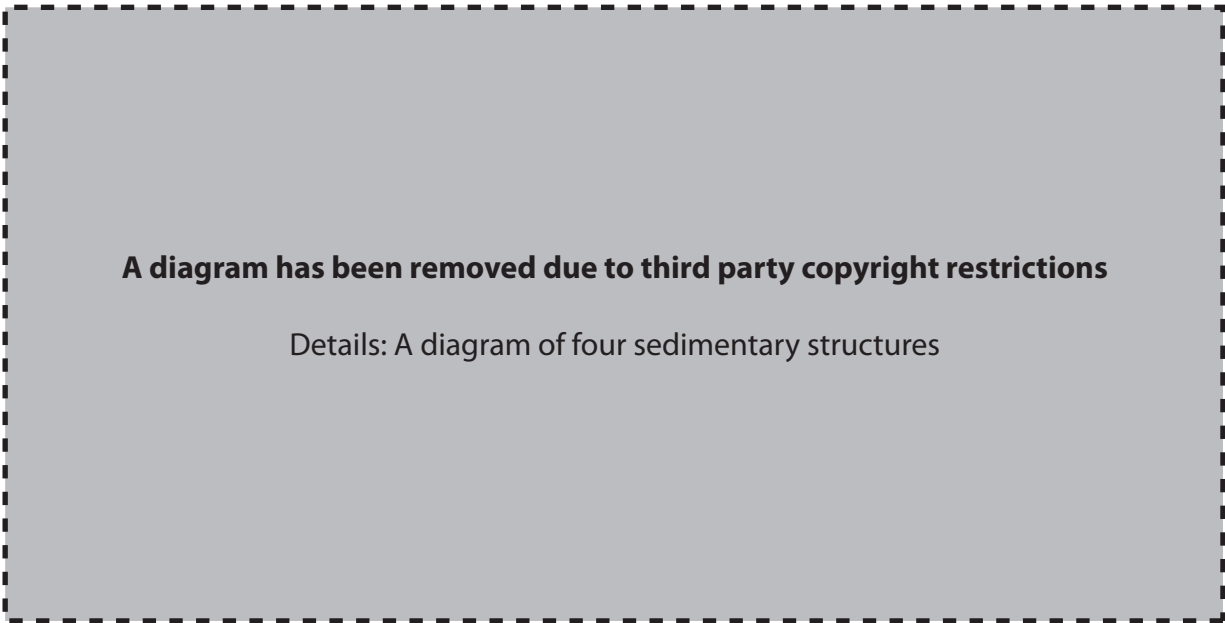 A diagram has been removed due to third party copyright restrictions
Details: A diagram of four sedimentary structures